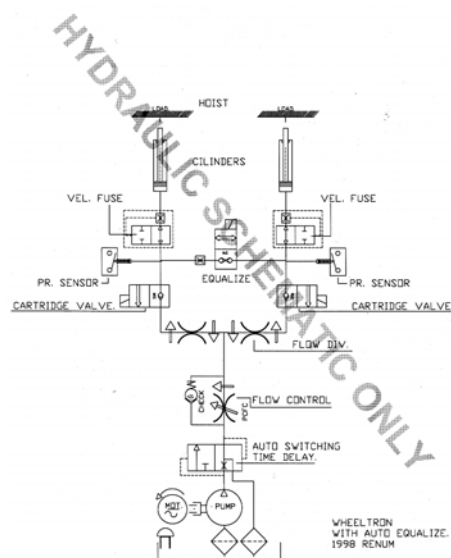 HYDRAULIC SCHEMATIC ONLY
HOIST
LOAD
LOAD
CILINDERS
VEL. FUSE
VEL. FUSE
EQUALIZE
PR. SENSOR
PR. SENSOR
CARTRIDGE VALVE.
CARTRIDGE VALVE
FLOW DIV.
CHECK
FLOW CONTROL
PCFC
AUTO SWITCHING
TIME DELAY.
MOT.
PUMP
WHEELTRON
WITH AUTO EQUALIZE.
1998 RENUM